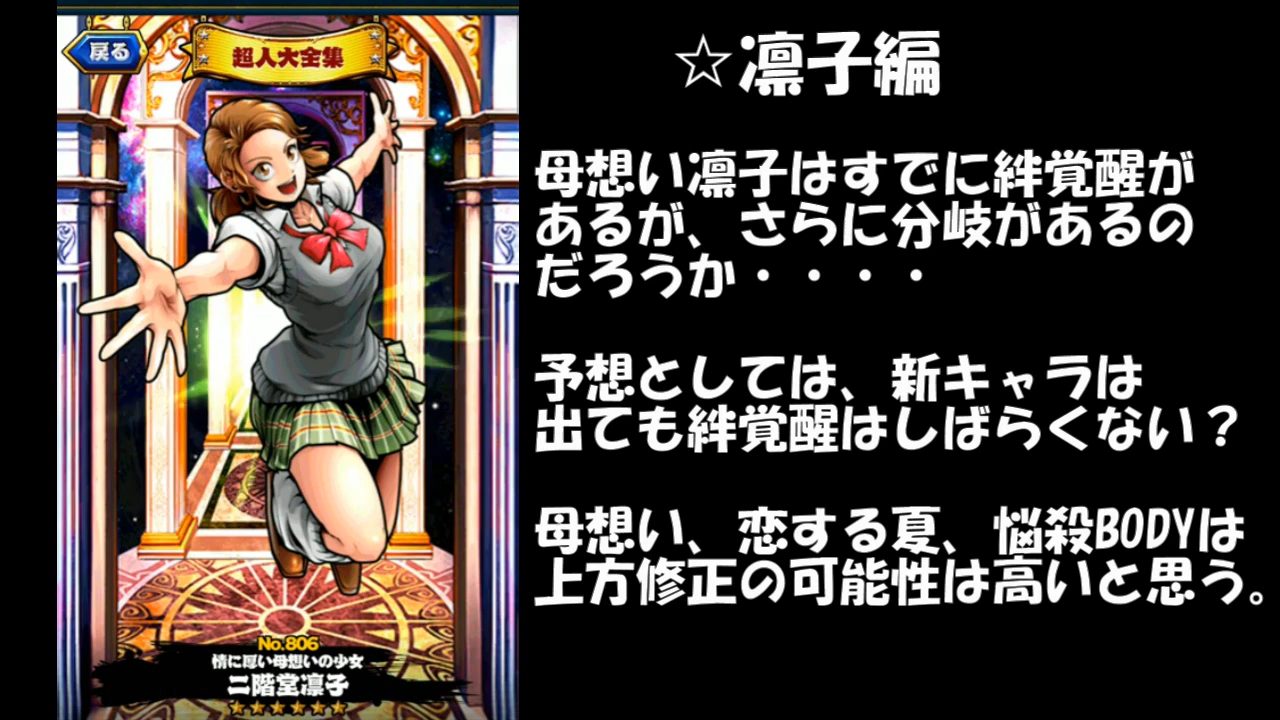 戻る
超人大全集
No.806
情に厚い母想いの少女
二階堂凛子
★★★★★★
☆凛子編
母想い凛子はすでに絆覚醒が
あるが、さらに分岐があるの
だろうか・・・・
予想としては、新キャラは
出ても絆覚醒はしばらくない？
母想い、恋する夏、悩殺BODYは
上方修正の可能性は高いと思う。